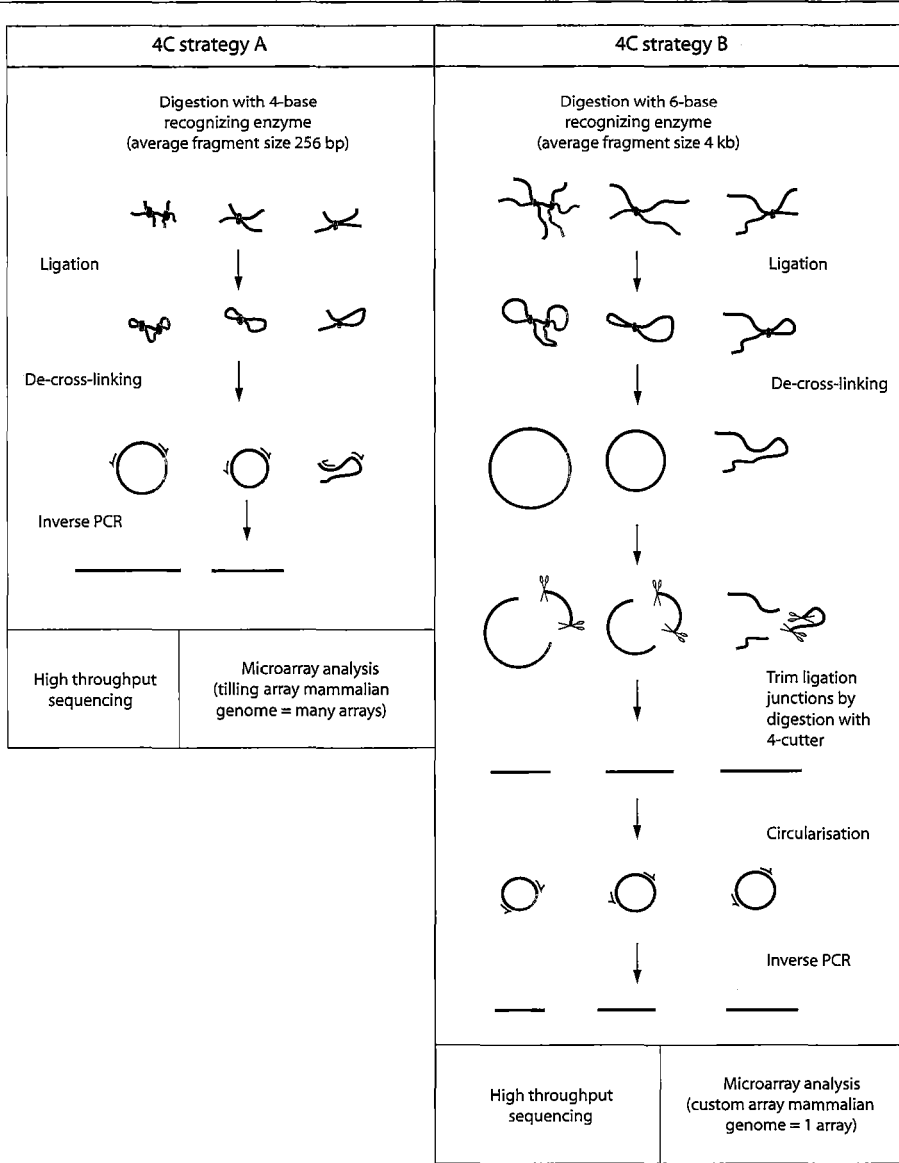 4C strategy A
Digestion with 4-base
recognizing enzyme
(average fragment size 256 bp)
Ligation
De-cross-linking
Inverse PCR
High throughput
sequencing
Microarray analysis
(tilling array mammalian
genome = many arrays)
4C strategy B
Digestion with 6-base
recognizing enzyme
(average fragment size 4 kb)
Ligation
De-cross-linking
Trim ligation
junctions by
digestion with
4-cutter
Circularisation
Inverse PCR
High throughput
sequencing
Microarray analysis
(custom array mammalian
genome = 1 array)